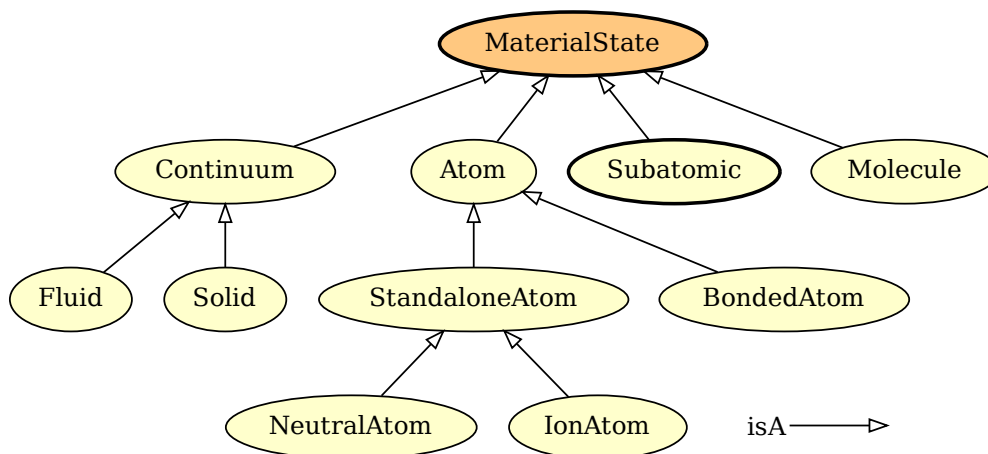 MaterialState
Continuum
Atom
Subatomic
Molecule
Fluid
Solid
StandaloneAtom
BondedAtom
NeutralAtom
IonAtom
isA